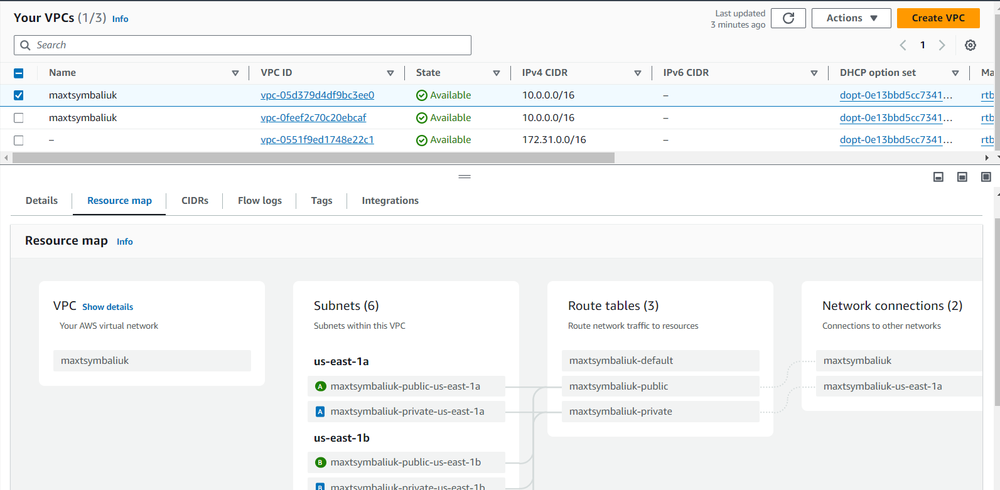 Your VPCs (1/3) Info
Last updated
3 minutes ago
Actions
Create VPC
Search
1
Name VPC ID State IPv4 CIDR IPv6 CIDR DHCP option set Ma
maxtsymbaliuk vpc-05d379d4df9bc3ee0 Available 10.0.0.0/16 – dopt-0e13bbd5cc7341... rtb
maxtsymbaliuk vpc-0feef2c70c20ebcaf Available 10.0.0.0/16 – dopt-0e13bbd5cc7341... rtb
– vpc-0551f9ed1748e22c1 Available 172.31.0.0/16 – dopt-0e13bbd5cc7341... rtb
Details Resource map CIDRs Flow logs Tags Integrations
Resource map Info
VPC Show details
Your AWS virtual network
maxtsymbaliuk
Subnets (6)
Subnets within this VPC
us-east-1a
A maxtsymbaliuk-public-us-east-1a
A maxtsymbaliuk-private-us-east-1a
us-east-1b
B maxtsymbaliuk-public-us-east-1b
B maxtsymbaliuk-private-us-east-1b
Route tables (3)
Route network traffic to resources
maxtsymbaliuk-default
maxtsymbaliuk-public
maxtsymbaliuk-private
Network connections (2)
Connections to other networks
maxtsymbaliuk
maxtsymbaliuk-us-east-1a